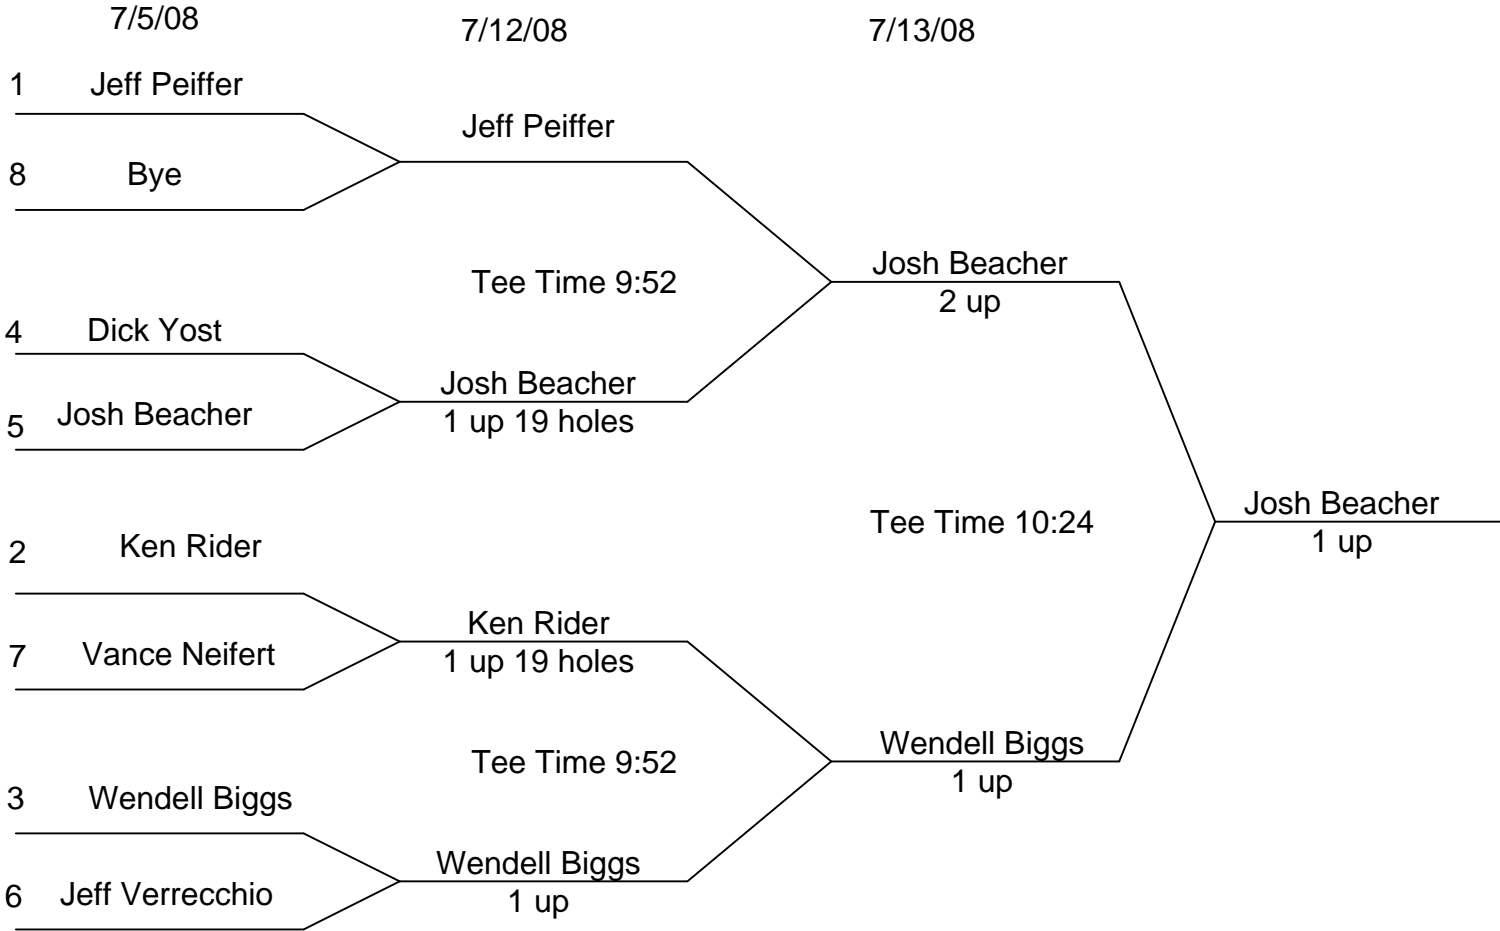 7/5/08
7/12/08
7/13/08
1 Jeff Peiffer
Jeff Peiffer
8 Bye
Tee Time 9:52
Josh Beacher
2 up
4 Dick Yost
Josh Beacher
1 up 19 holes
5 Josh Beacher
Tee Time 10:24
Josh Beacher
1 up
2 Ken Rider
Ken Rider
1 up 19 holes
7 Vance Neifert
Tee Time 9:52
Wendell Biggs
1 up
3 Wendell Biggs
Wendell Biggs
1 up
6 Jeff Verrecchio